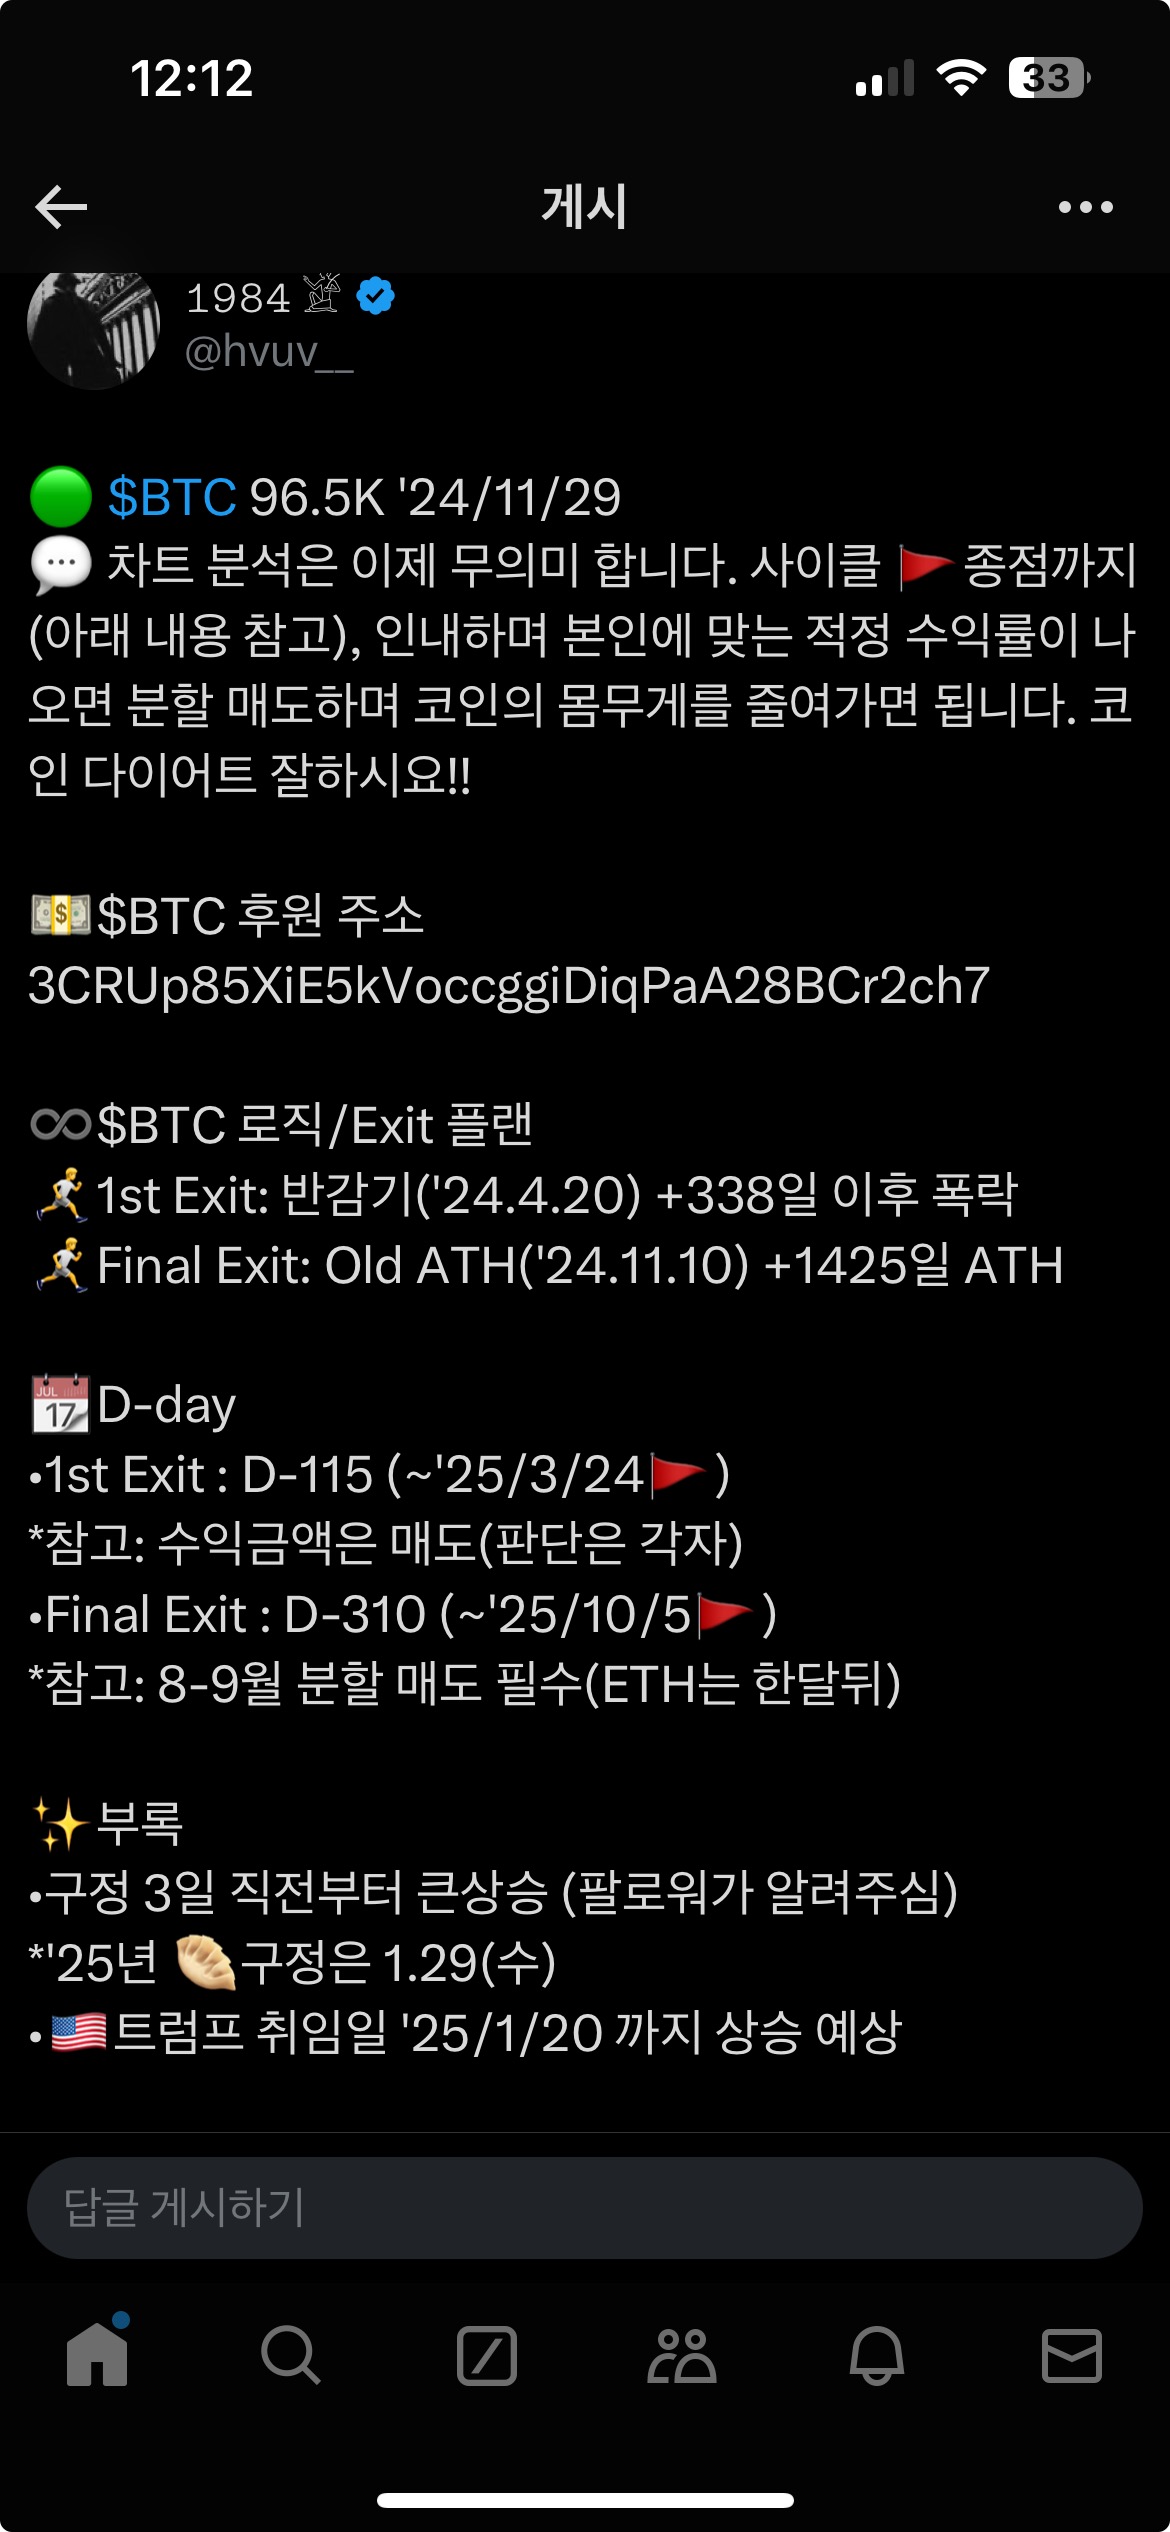 12:12
33
게시
1984
@hvuv__
$BTC 96.5K '24/11/29
차트 분석은 이제 무의미 합니다. 사이클 🚩종점까지
(아래 내용 참고), 인내하며 본인에 맞는 적정 수익률이 나
오면 분할 매도하며 코인의 몸무게를 줄여가면 됩니다. 코
인 다이어트 잘하시요!!
💵$BTC 후원 주소
3CRUp85XiE5kVoccggiDiqPaA28BCr2ch7
♾$BTC 로직/Exit 플랜
🏃1st Exit: 반감기('24.4.20) +338일 이후 폭락
🏃Final Exit: Old ATH('24.11.10) +1425일 ATH
📆D-day
•1st Exit : D-115 (~'25/3/24🚩)
*참고: 수익금액은 매도(판단은 각자)
•Final Exit : D-310 (~'25/10/5🚩)
*참고: 8-9월 분할 매도 필수(ETH는 한달뒤)
✨부록
•구정 3일 직전부터 큰상승 (팔로워가 알려주심)
*'25년 🥟구정은 1.29(수)
•🇺🇸트럼프 취임일 '25/1/20 까지 상승 예상
답글 게시하기